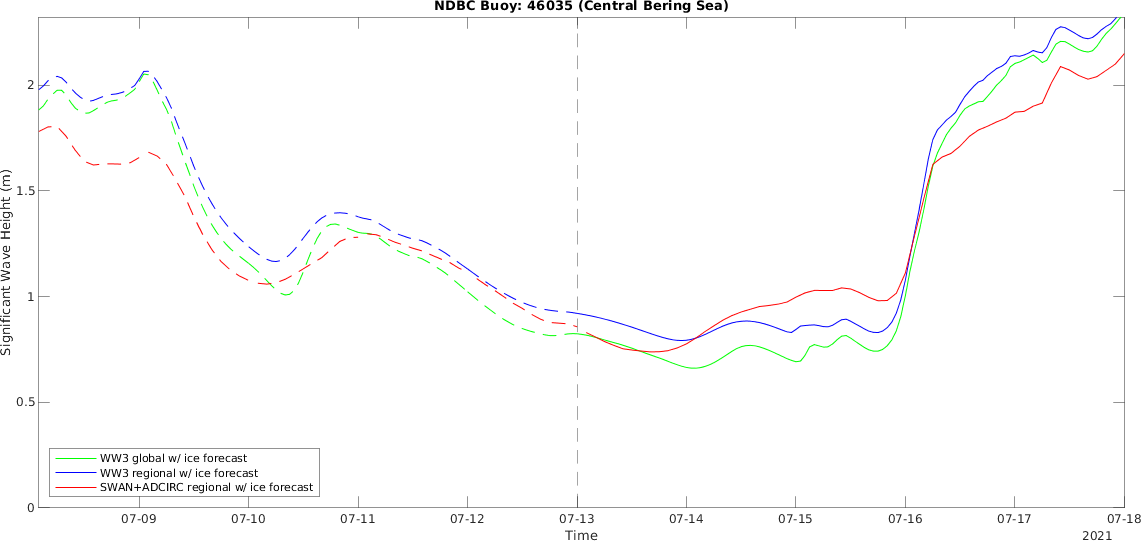 NDBC Buoy: 46035 (Central Bering Sea)
Significant Wave Height (m)
2
1.5
1
0.5
0
WW3 global w/ ice forecast
WW3 regional w/ ice forecast
SWAN+ADCIRC regional w/ ice forecast
07-09 07-10 07-11 07-12 07-13 07-14 07-15 07-16 07-17 07-18
Time
2021